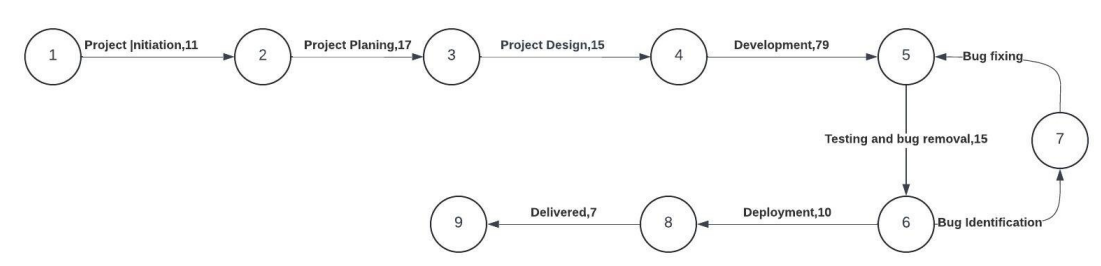 1
Project |nitiation,11
2
Project Planing,17
3
Project Design,15
4
Development,79
5
Bug fixing
Testing and bug removal,15
7
9
Delivered,7
8
Deployment,10
6
Bug Identification